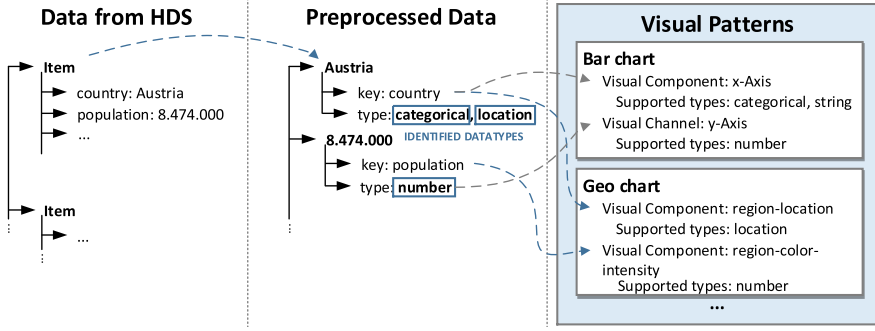 Data from HDS
Item
country: Austria
population: 8.474.000
...
Item
...
Preprocessed Data
Austria
key: country
type: categorical, location
IDENTIFIED DATATYPES
8.474.000
key: population
type: number
Visual Patterns
Bar chart
Visual Component: x-Axis
Supported types: categorical, string
Visual Channel: y-Axis
Supported types: number
Geo chart
Visual Component: region-location
Supported types: location
Visual Component: region-color-
intensity
Supported types: number
...